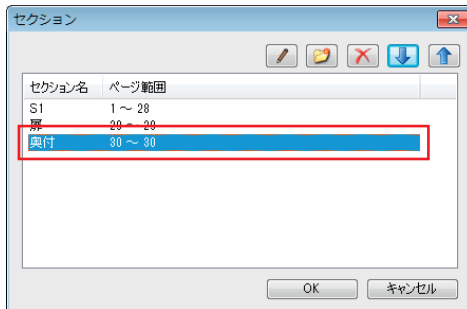 セクション
セクション名 ページ範囲
S1 1 ～ 28
扉 29 ～ 29
奥付 30 ～ 30
OK キャンセル